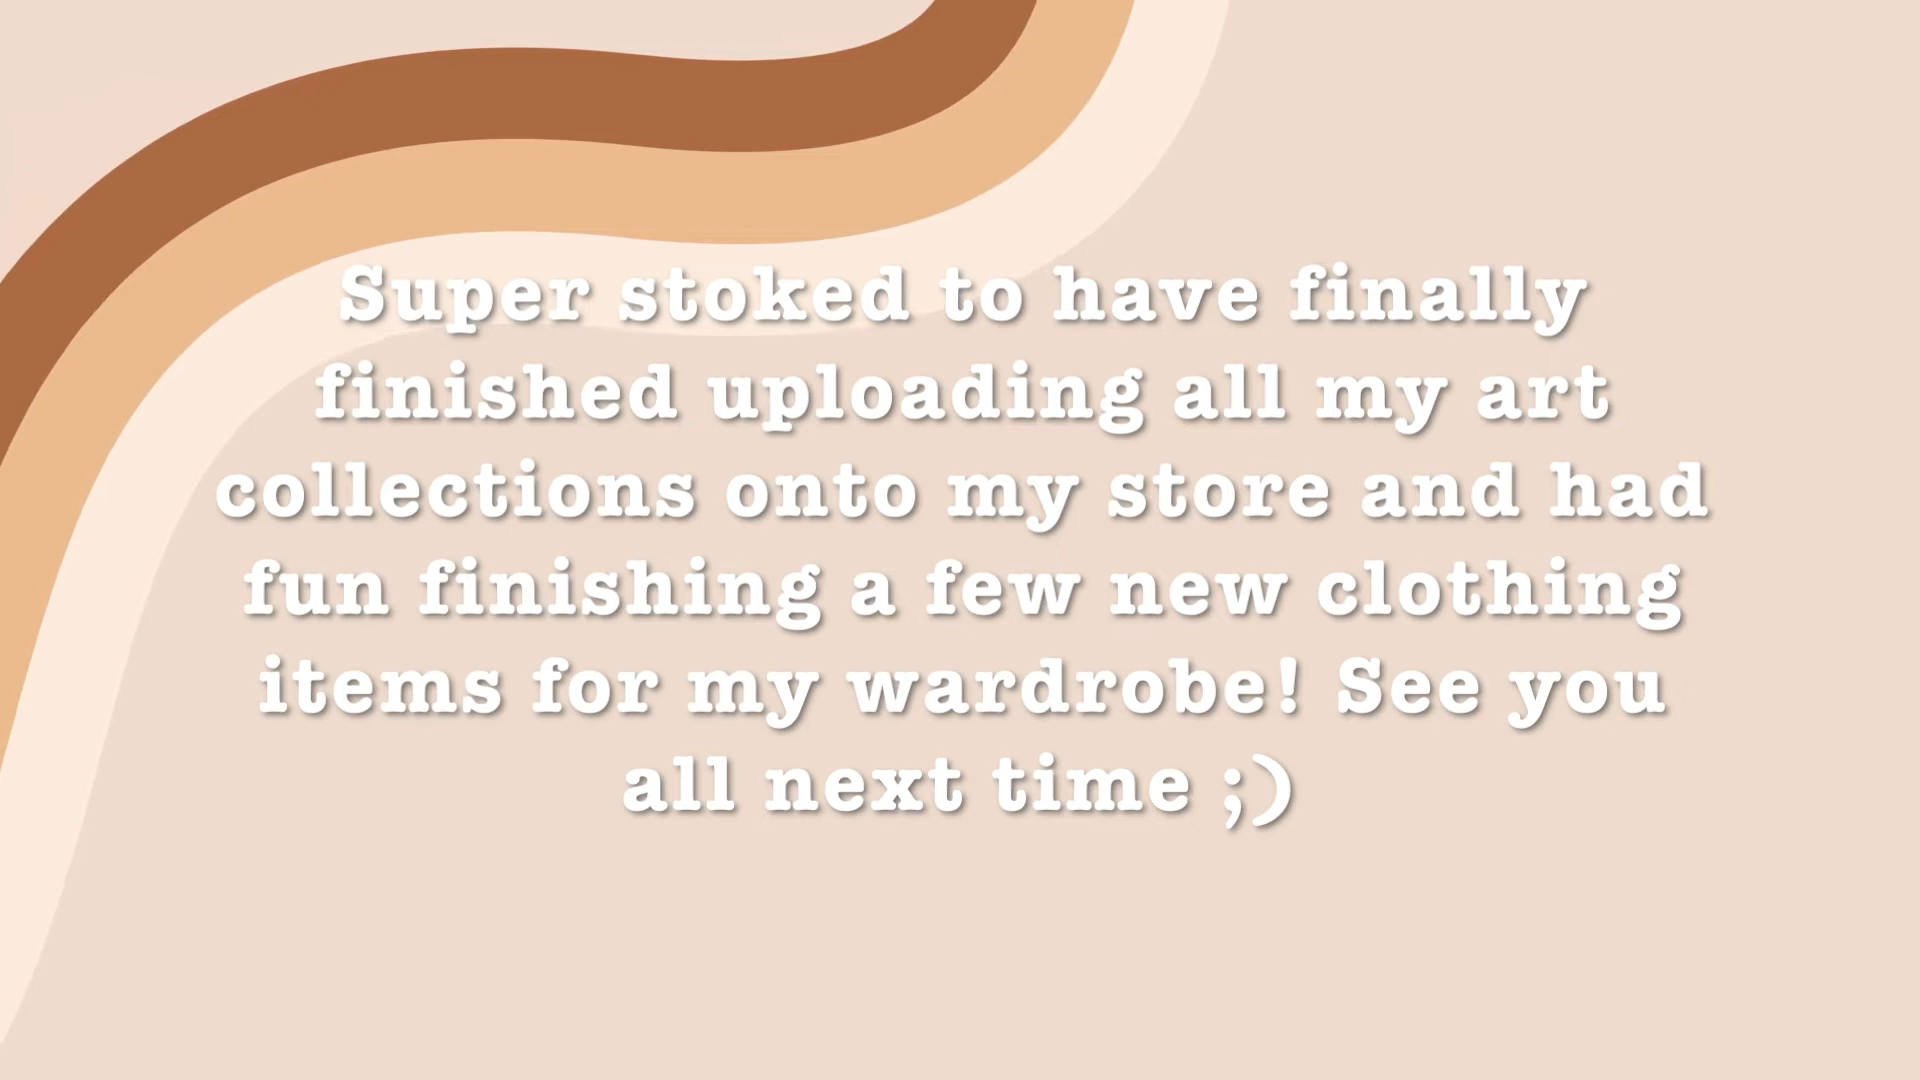 Super stoked to have finally
finished uploading all my art
collections onto my store and had
fun finishing a few new clothing
items for my wardrobe! See you
all next time ;)